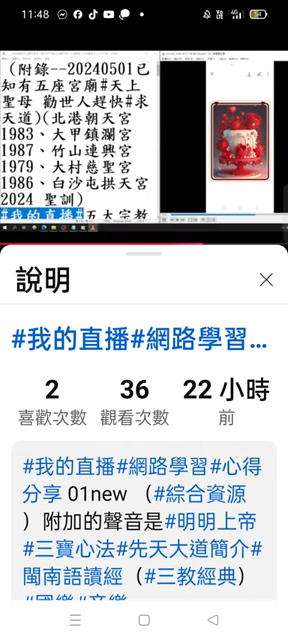 11:48
54
(附錄--20240501已
知有五座宮廟#天上
聖母 勸世人趕快#求
天道)(北港朝天宮
1983、大甲鎮瀾宮
1987、竹山連興宮
1979、大村慈聖宮
1986、白沙屯拱天宮
2024 聖訓)
#我的直播#五大宗教
說明
#我的直播#網路學習...
2
喜歡次數
36
觀看次數
22 小時
前
#我的直播#網路學習#心得
分享 01new （#綜合資源
）附加的聲音是#明明上帝
#三寶心法#先天大道簡介#
閩南語讀經（#三教經典）
#國樂#音樂